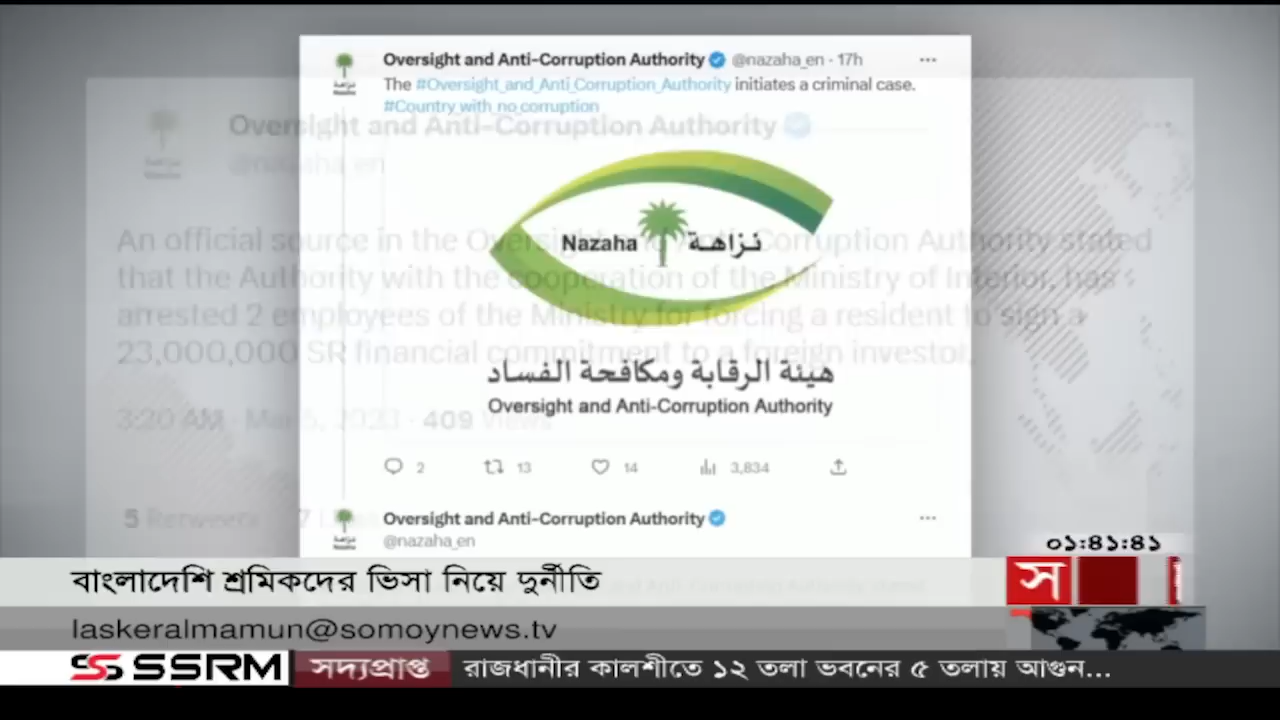 Oversight and Anti-Corruption Authority @nazaha_en · 17h
The #Oversight_and_Anti_Corruption_Authority initiates a criminal case.
#Country_with_no_corruption
Oversight and Anti-Corruption Authority
@nazaha_en
An official source in the Oversight and Anti-Corruption Authority stated
that the Authority with the cooperation of the Ministry of Interior, has
arrested 2 employees of the Ministry for forcing a resident to sign a
23,000,000 SR financial commitment to a foreign investor.
Nazaha نزاهة
هيئة الرقابة ومكافحة الفساد
Oversight and Anti-Corruption Authority
3:20 AM · Mar 5, 2023 · 409 Views
2 13 14 3,834
5 Retweets 7
Oversight and Anti-Corruption Authority
@nazaha_en
০১:৪১:৪১
বাংলাদেশি শ্রমিকদের ভিসা নিয়ে দুর্নীতি
স
laskeralmamun@somoynews.tv
SSRM সদ্যপ্রাপ্ত রাজধানীর কালশীতে ১২ তলা ভবনের ৫ তলায় আগুন...